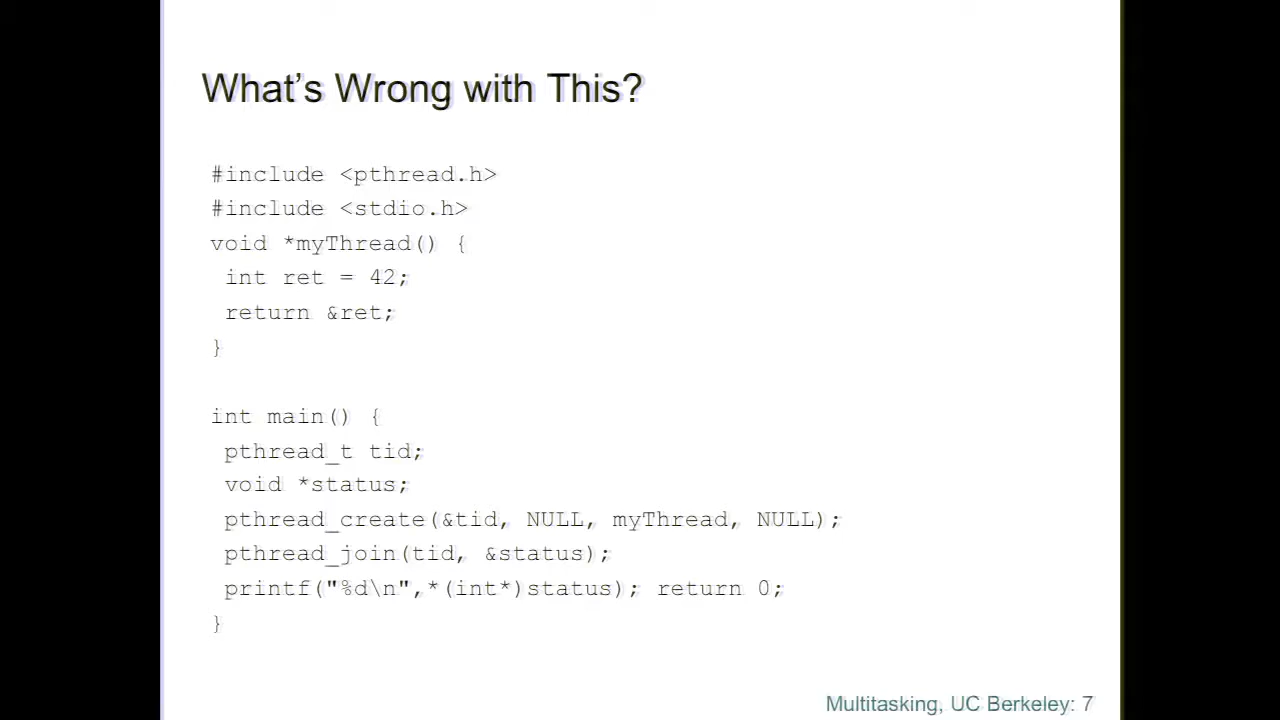 What's Wrong with This?
#include <pthread.h>
#include <stdio.h>
void *myThread() {
 int ret = 42;
 return &ret;
}
int main() {
 pthread_t tid;
 void *status;
 pthread_create(&tid, NULL, myThread, NULL);
 pthread_join(tid, &status);
 printf("%d\n",*(int*)status); return 0;
}
Multitasking, UC Berkeley: 7